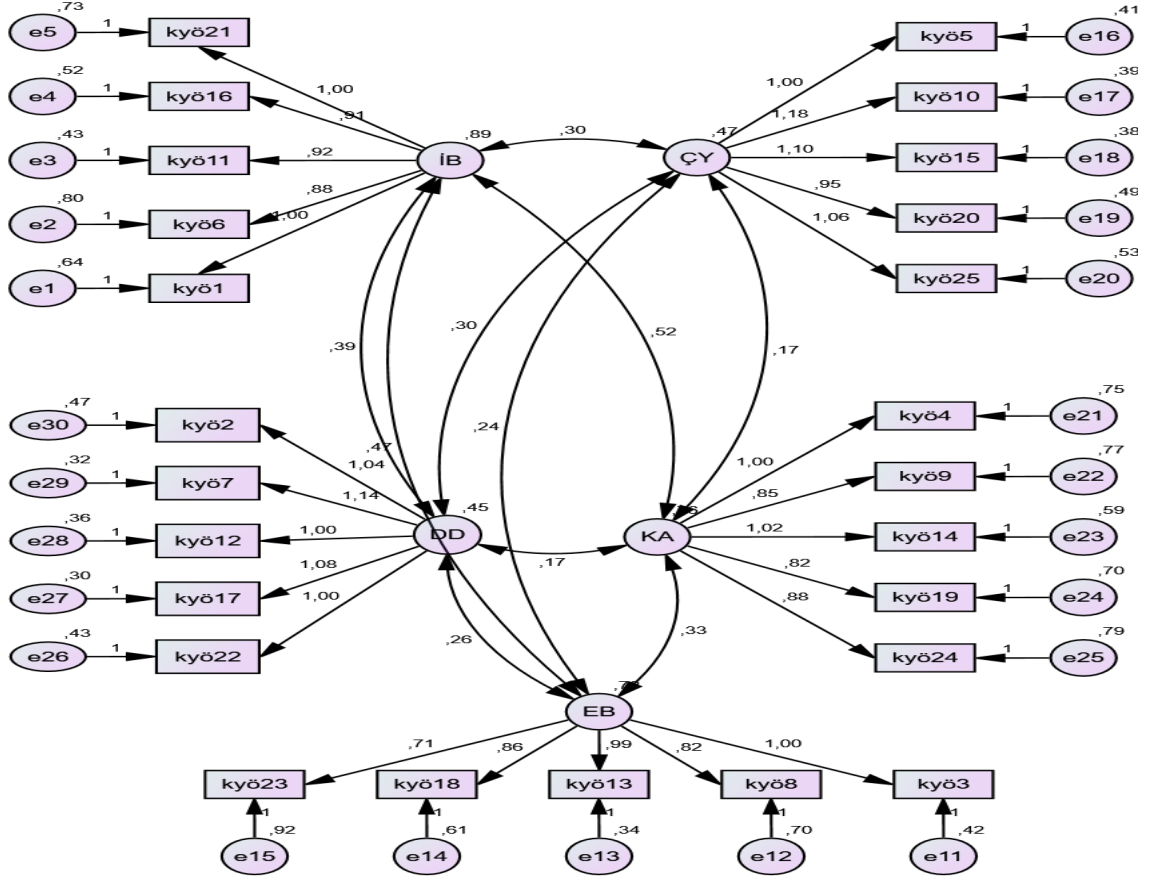 ,73
e5 1 kyö21
,52
e4 1 kyö16
,43
e3 1 kyö11
,80
e2 1 kyö6
,64
e1 1 kyö1
1,00
,91
,92
,88
1,00
,89
İB
,30
,47
ÇY
1,00
1,18
1,10
,95
1,06
,41
kyö5 1 e16
,39
kyö10 1 e17
,38
kyö15 1 e18
,49
kyö20 1 e19
,53
kyö25 1 e20
,39
,30
,52
,17
,24
,47
,47
e30 1 kyö2
,32
e29 1 kyö7
,36
e28 1 kyö12
,30
e27 1 kyö17
,43
e26 1 kyö22
1,04
1,14
1,00
1,08
1,00
,45
DD
,17
KA
1,00
,85
1,02
,82
,88
,75
kyö4 1 e21
,77
kyö9 1 e22
,59
kyö14 1 e23
,70
kyö19 1 e24
,79
kyö24 1 e25
,26
,33
EB
,71
,86
,99
,82
1,00
kyö23 kyö18 kyö13 kyö8 kyö3
1 1 1 1 1
,92 ,61 ,34 ,70 ,42
e15 e14 e13 e12 e11